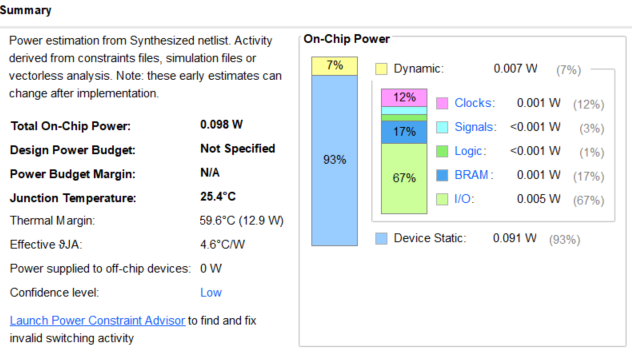 Summary
Power estimation from Synthesized netlist. Activity
derived from constraints files, simulation files or
vectorless analysis. Note: these early estimates can
change after implementation.
Total On-Chip Power: 0.098 W
Design Power Budget: Not Specified
Power Budget Margin: N/A
Junction Temperature: 25.4°C
Thermal Margin: 59.6°C (12.9 W)
Effective ϑJA: 4.6°C/W
Power supplied to off-chip devices: 0 W
Confidence level: Low
Launch Power Constraint Advisor to find and fix
invalid switching activity
On-Chip Power
7%
93%
Dynamic: 0.007 W (7%)
12%
17%
67%
Clocks: 0.001 W (12%)
Signals: <0.001 W (3%)
Logic: <0.001 W (1%)
BRAM: 0.001 W (17%)
I/O: 0.005 W (67%)
Device Static: 0.091 W (93%)